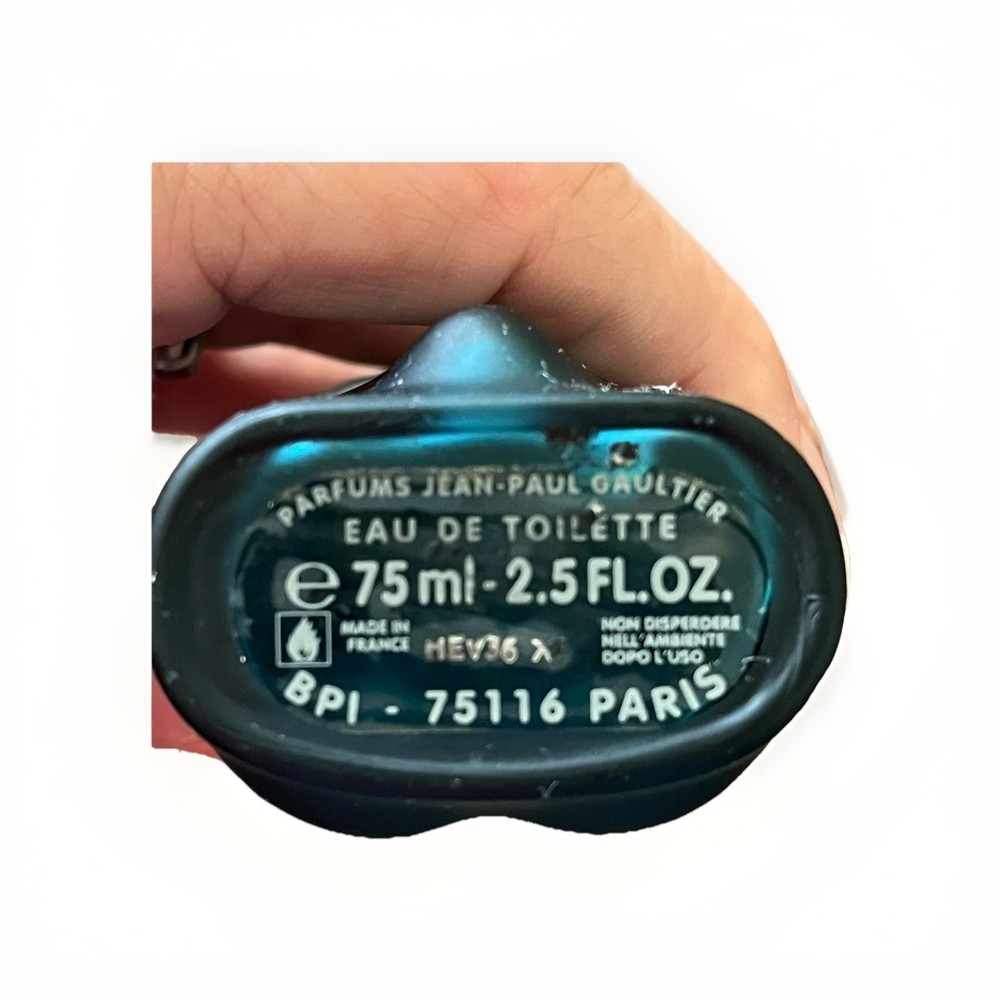 PARFUMS JEAN-PAUL GAULTIER
EAU DE TOILETTE
℮ 75 ml - 2.5 FL.OZ.
MADE IN
FRANCE
HEV36 λ
NON DISPERDERE
NELL'AMBIENTE
DOPO L'USO
BPI - 75116 PARIS